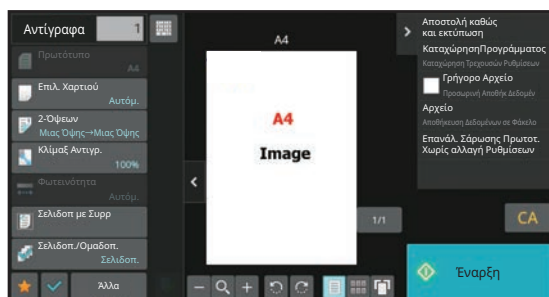 Αντίγραφα 1
Πρωτότυπο
A4
Επιλ. Χαρτιού
Αυτόμ.
2-Όψεων
Μιας Όψης→Μιας Όψης
Κλίμαξ Αντιγρ.
100%
Φωτεινότητα
Αυτόμ.
Σελιδοπ με Συρρ
Σελιδοπ./Ομαδοπ.
Σελιδοπ.
Άλλα
A4
A4
Image
1/1
Αποστολή καθώς
και εκτύπωση
ΚαταχώρησηΠρογράμματος
Καταχώρηση Τρεχουσών Ρυθμίσεων
Γρήγορο Αρχείο
Προσωρινή Αποθήκ Δεδομέν
Αρχείο
Αποθήκευση Δεδομένων σε Φάκελο
Επανάλ. Σάρωσης Πρωτοτ.
Χωρίς αλλαγή Ρυθμίσεων
CA
Έναρξη